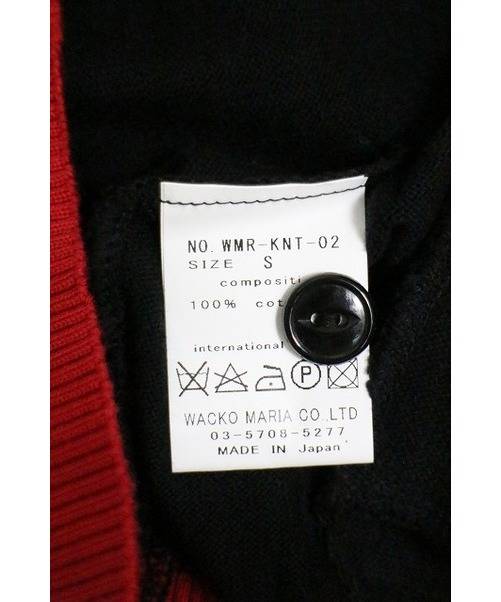 NO. WMR-KNT-02
SIZE S
compositi
100% cot
international
P
WACKO MARIA CO.,LTD
03-5708-5277
MADE IN Japan